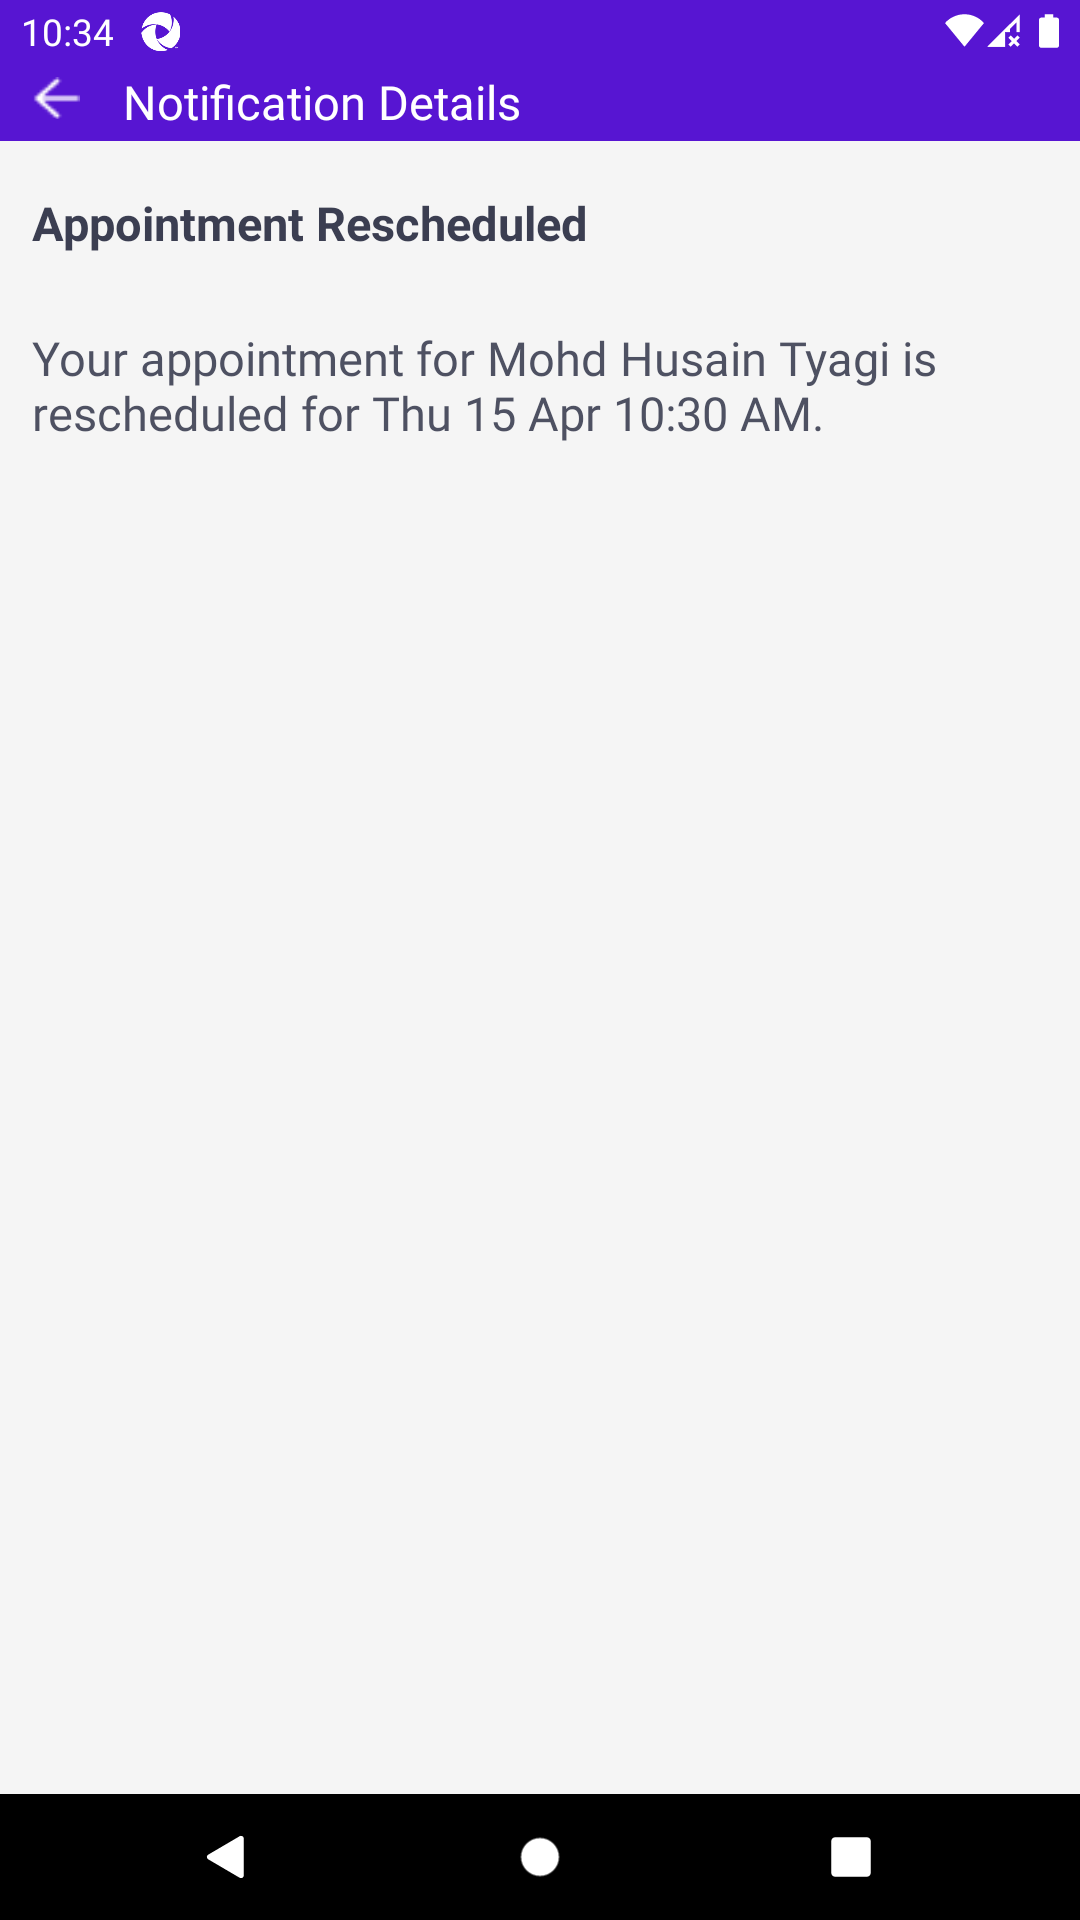 10:34
Notification Details
Appointment Rescheduled
Your appointment for Mohd Husain Tyagi is
rescheduled for Thu 15 Apr 10:30 AM.